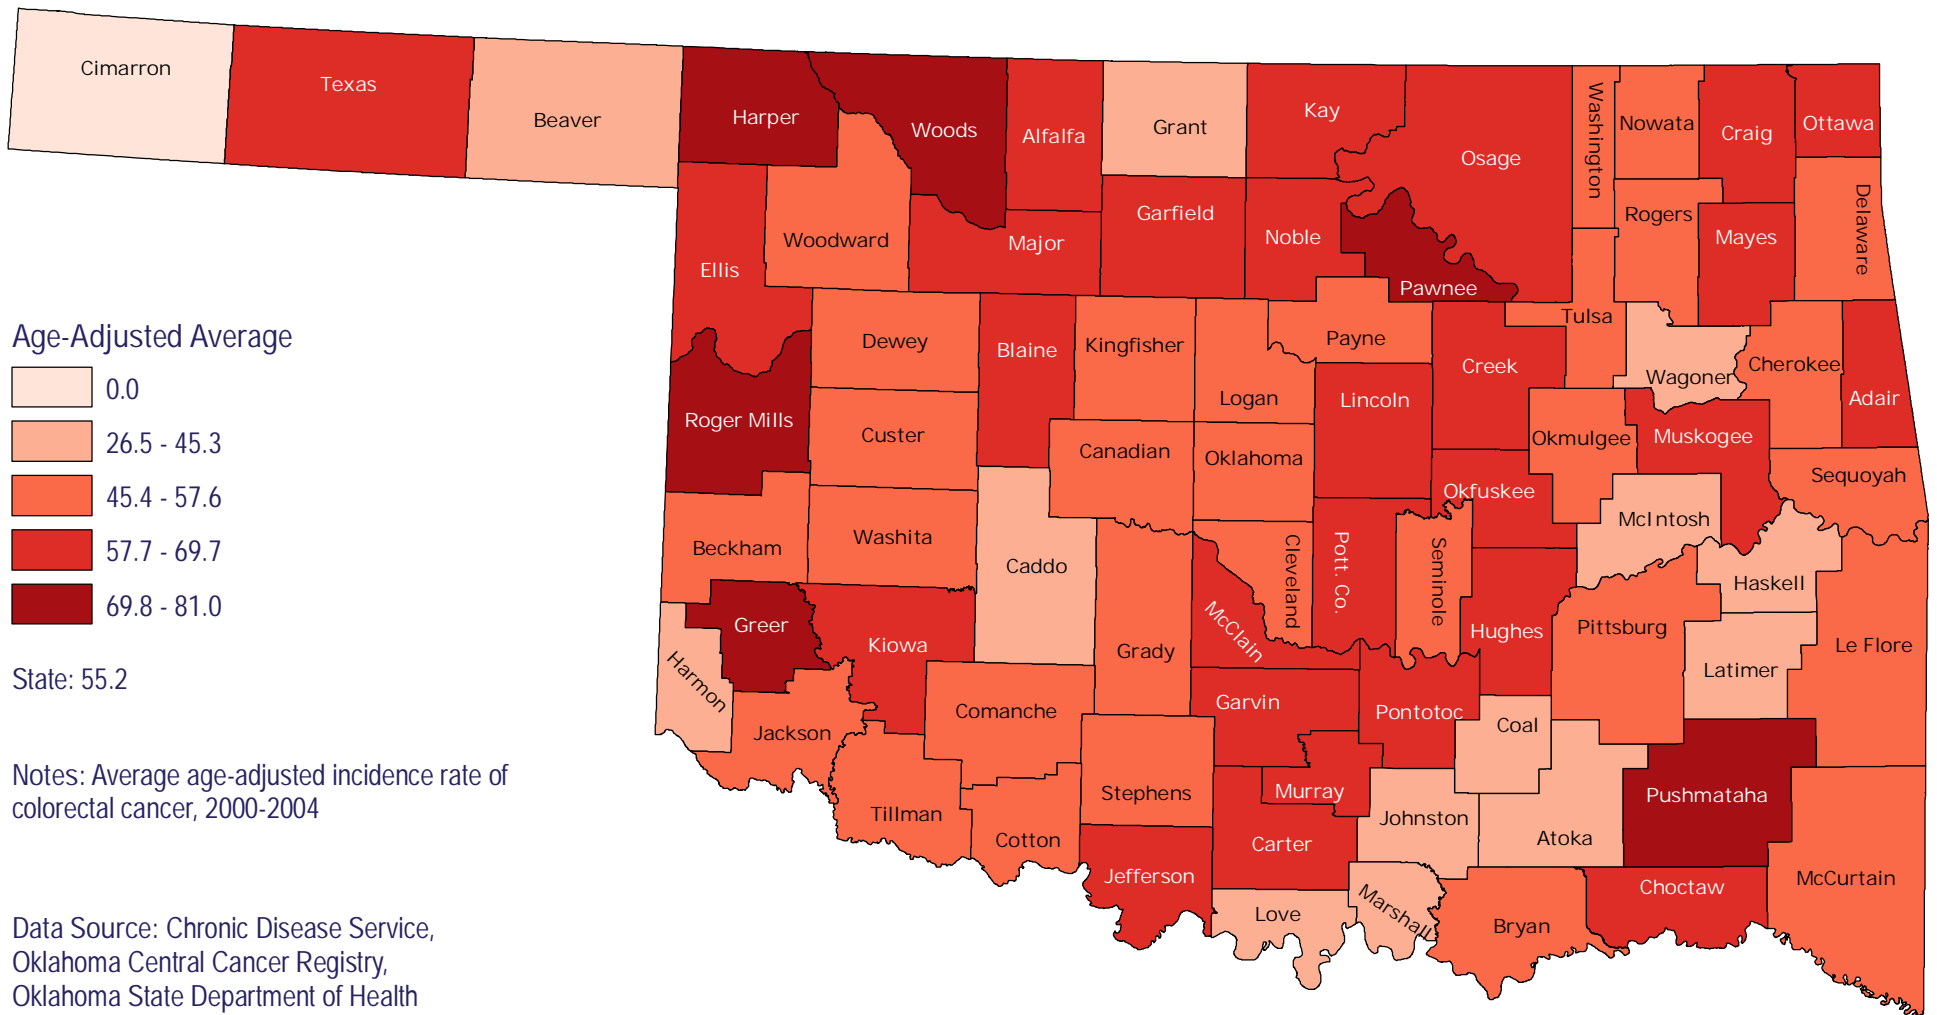 Cimarron
Texas
Beaver
Harper
Woods
Alfalfa
Grant
Kay
Osage
Washington
Nowata
Craig
Ottawa
Woodward
Ellis
Major
Garfield
Noble
Pawnee
Rogers
Mayes
Delaware
Dewey
Blaine
Kingfisher
Logan
Payne
Creek
Tulsa
Wagoner
Cherokee
Adair
Roger Mills
Custer
Canadian
Oklahoma
Lincoln
Okfuskee
Okmulgee
Muskogee
Sequoyah
Beckham
Washita
Caddo
Grady
McClain
Cleveland
Pott. Co.
Seminole
Hughes
McIntosh
Pittsburg
Haskell
Latimer
Le Flore
Harmon
Greer
Kiowa
Jackson
Comanche
Tillman
Cotton
Stephens
Jefferson
Garvin
Murray
Carter
Love
Pontotoc
Johnston
Marshall
Coal
Atoka
Bryan
Pushmataha
Choctaw
McCurtain
Age-Adjusted Average
0.0
26.5 - 45.3
45.4 - 57.6
57.7 - 69.7
69.8 - 81.0
State: 55.2
Notes: Average age-adjusted incidence rate of
colorectal cancer, 2000-2004
Data Source: Chronic Disease Service,
Oklahoma Central Cancer Registry,
Oklahoma State Department of Health